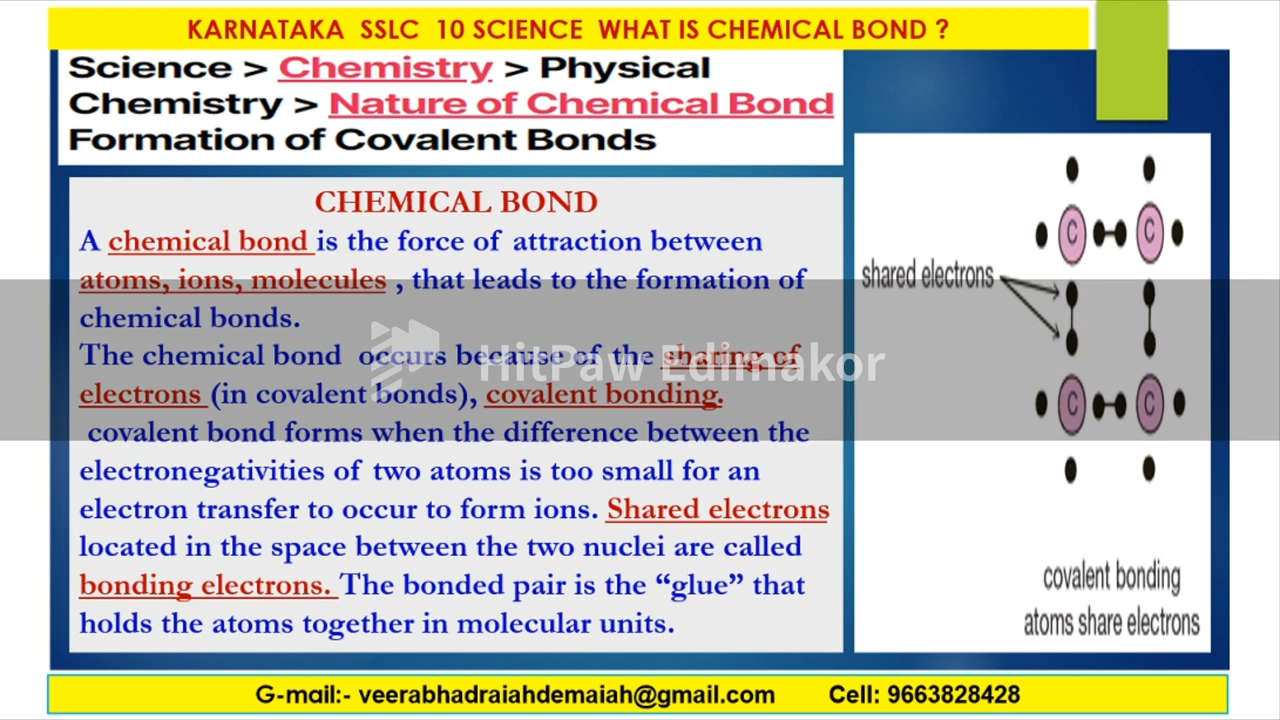 KARNATAKA SSLC 10 SCIENCE WHAT IS CHEMICAL BOND ?
Science > Chemistry > Physical
Chemistry > Nature of Chemical Bond
Formation of Covalent Bonds
CHEMICAL BOND
A chemical bond is the force of attraction between
atoms, ions, molecules , that leads to the formation of
chemical bonds.
The chemical bond occurs because of the sharing of
electrons (in covalent bonds), covalent bonding.
covalent bond forms when the difference between the
electronegativities of two atoms is too small for an
electron transfer to occur to form ions. Shared electrons
located in the space between the two nuclei are called
bonding electrons. The bonded pair is the “glue” that
holds the atoms together in molecular units.
HitPaw Edimakor
C C
shared electrons
C C
covalent bonding
atoms share electrons
G-mail:- veerabhadraiahdemaiah@gmail.com Cell: 9663828428